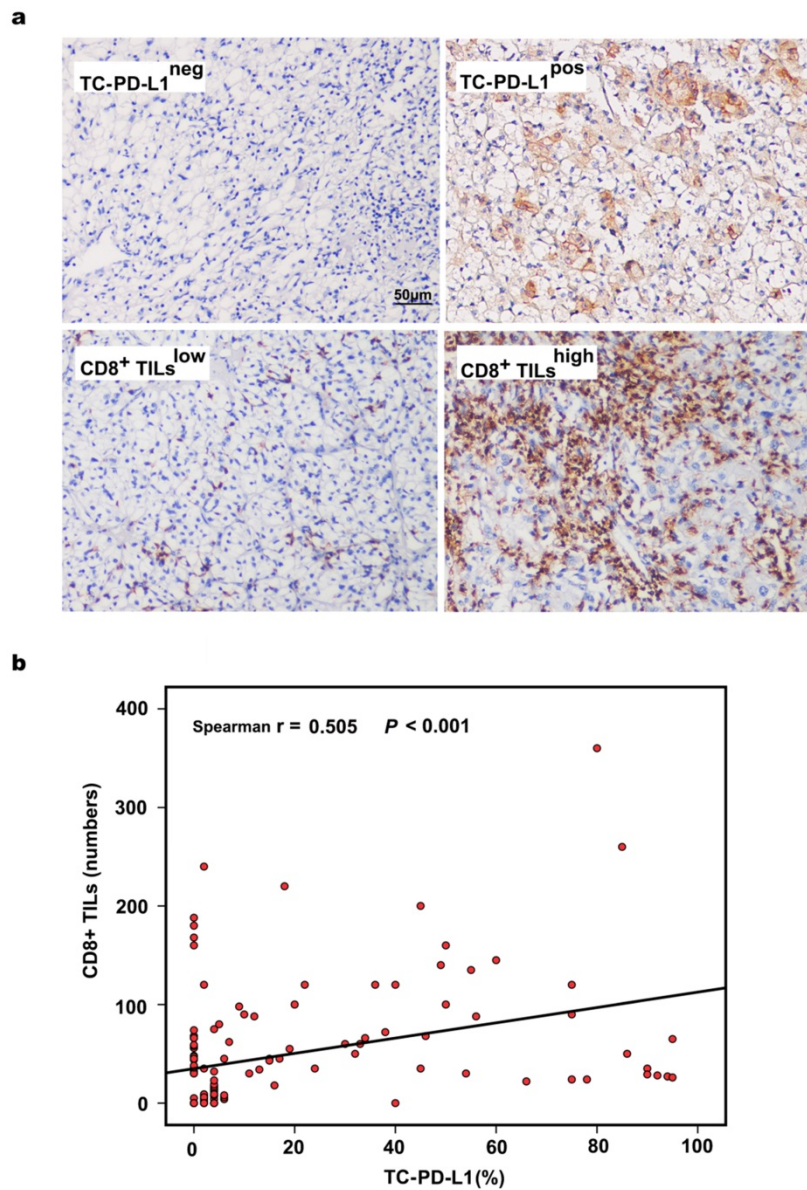 a
TC-PD-L1neg
TC-PD-L1pos
50μm
CD8+ TILslow
CD8+ TILshigh
b
400
300
200
100
0
CD8+ TILs (numbers)
Spearman r = 0.505 P < 0.001
0 20 40 60 80 100
TC-PD-L1(%)